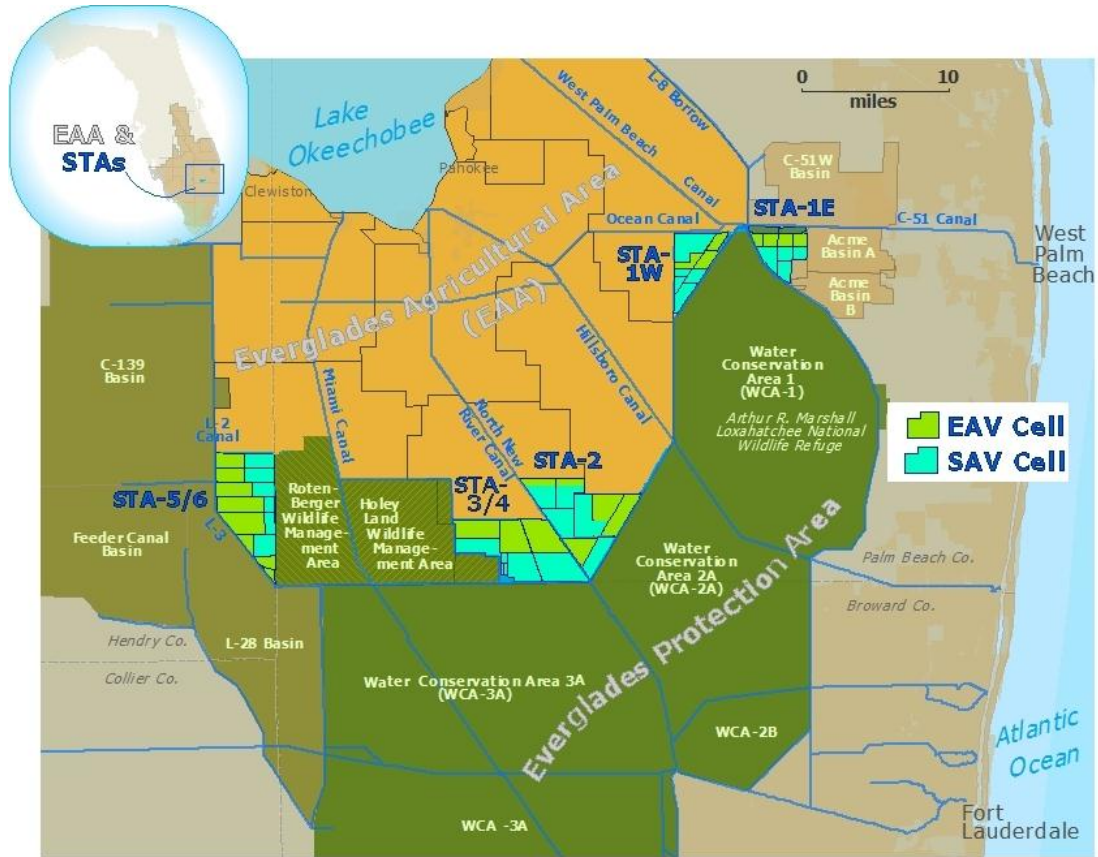 EAA &
STAs
Lake
Okeechobee
Clewiston
Pahokee
West Palm Beach
Canal
L-8 Borrow
0 10
miles
C-51W
Basin
STA-1E
C-51 Canal
West
Palm
Beach
Ocean Canal
STA-
1W
Acme
Basin A
Acme
Basin
B
Everglades Agricultural Area
(EAA)
Hillsboro Canal
C-139
Basin
Miami Canal
North New
River Canal
L-2
Canal
Water
Conservation
Area 1
(WCA-1)
Arthur R. Marshall
Loxahatchee National
Wildlife Refuge
EAV Cell
SAV Cell
STA-2
STA-
3/4
STA-5/6
L-3
Roten-
Berger
Wildlife
Manage-
ment
Area
Holey
Land
Wildlife
Manage-
ment Area
Feeder Canal
Basin
Water
Conservation
Area 2A
(WCA-2A)
Everglades Protection Area
Palm Beach Co.
Broward Co.
Hendry Co.
Collier Co.
L-28 Basin
Water Conservation Area 3A
(WCA-3A)
WCA-2B
Atlantic
Ocean
WCA -3A
Fort
Lauderdale